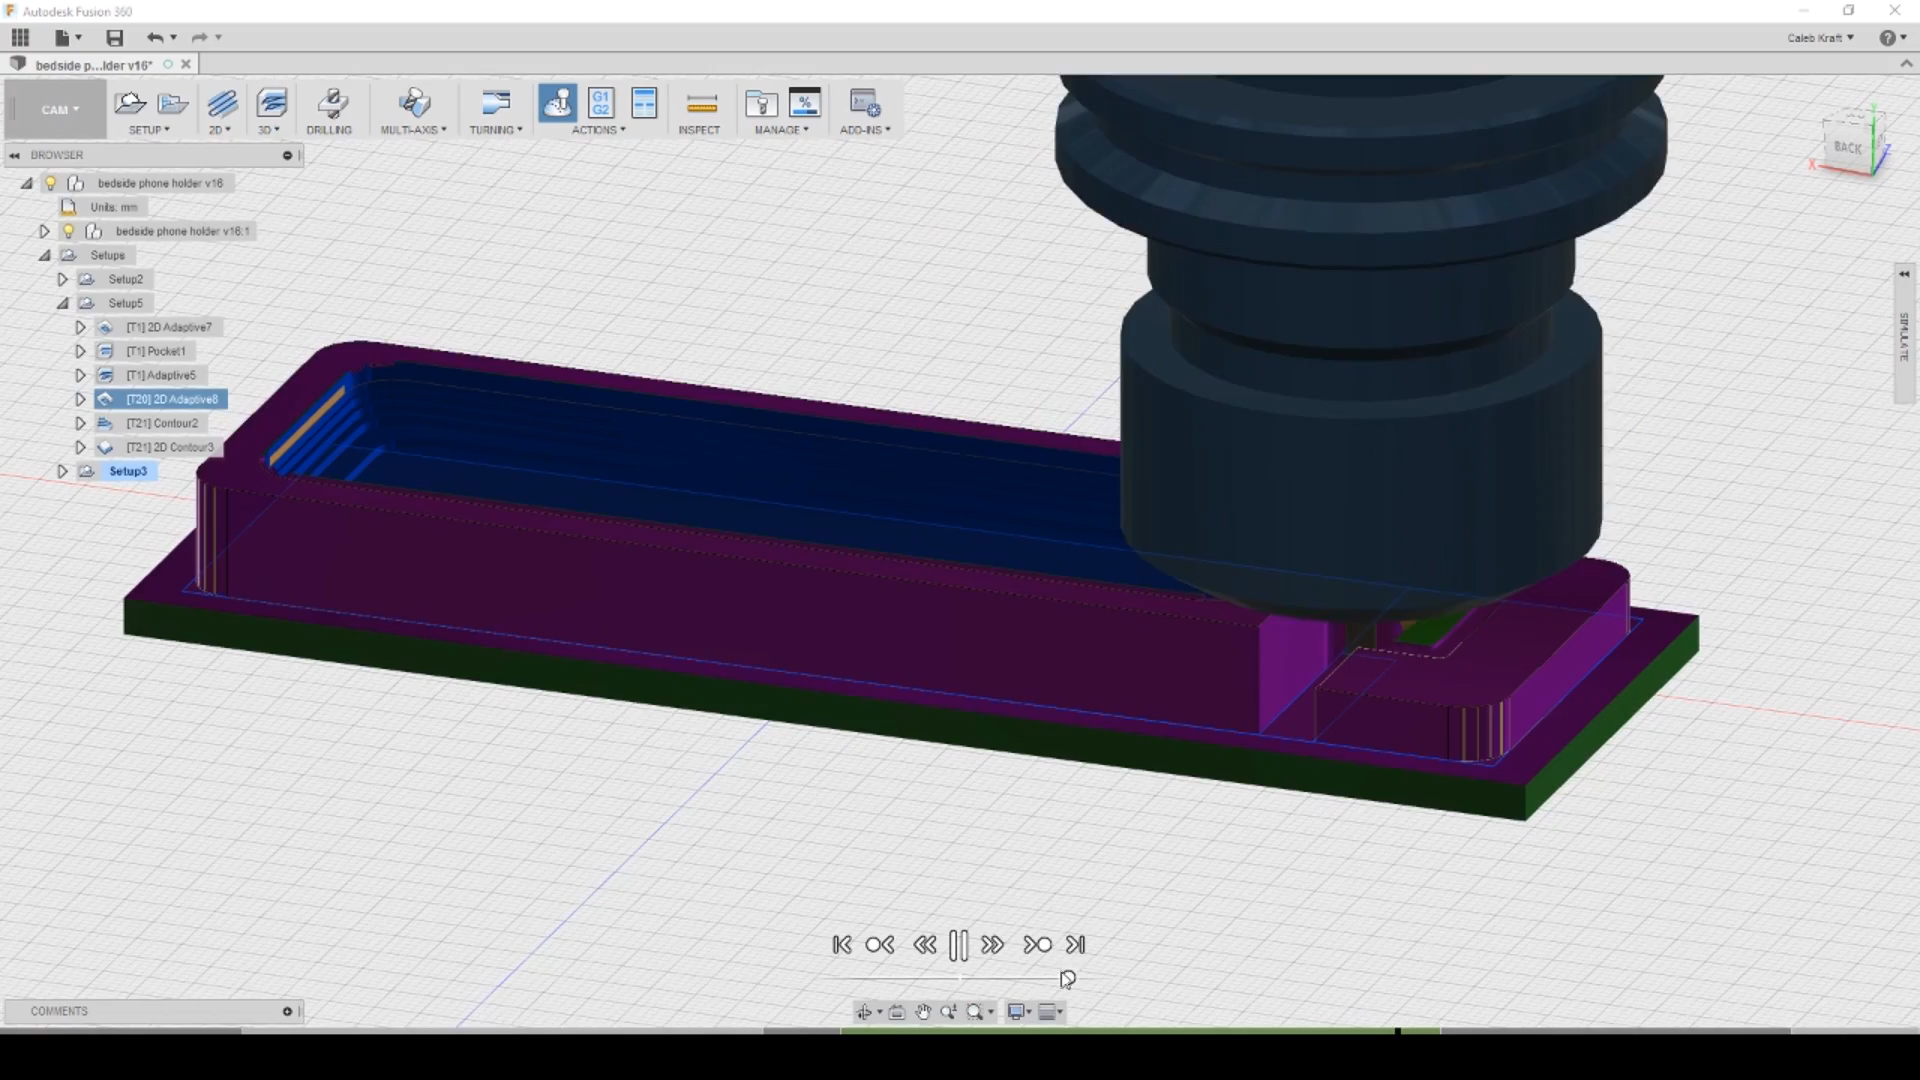 Autodesk Fusion 360
Caleb Kraft
bedside p...lder v16*
CAM
SETUP
2D
3D
DRILLING
MULTI-AXIS
TURNING
G1
G2
ACTIONS
INSPECT
%
MANAGE
ADD-INS
BROWSER
bedside phone holder v16
Units: mm
bedside phone holder v16:1
Setups
Setup2
Setup5
[T1] 2D Adaptive7
[T1] Pocket1
[T1] Adaptive5
[T20] 2D Adaptive8
[T21] Contour2
[T21] 2D Contour3
Setup3
BACK
X
Y
Z
SIMULATE
COMMENTS